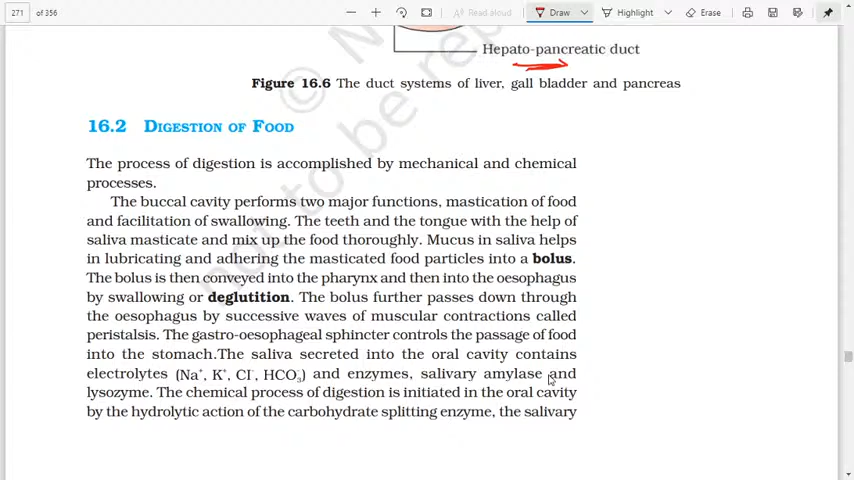 271 of 356 Read aloud Draw Highlight Erase
Hepato-pancreatic duct
Figure 16.6 The duct systems of liver, gall bladder and pancreas
16.2 DIGESTION OF FOOD
The process of digestion is accomplished by mechanical and chemical
processes.
The buccal cavity performs two major functions, mastication of food
and facilitation of swallowing. The teeth and the tongue with the help of
saliva masticate and mix up the food thoroughly. Mucus in saliva helps
in lubricating and adhering the masticated food particles into a bolus.
The bolus is then conveyed into the pharynx and then into the oesophagus
by swallowing or deglutition. The bolus further passes down through
the oesophagus by successive waves of muscular contractions called
peristalsis. The gastro-oesophageal sphincter controls the passage of food
into the stomach.The saliva secreted into the oral cavity contains
electrolytes (Na⁺, K⁺, Cl⁻, HCO₃⁻) and enzymes, salivary amylase and
lysozyme. The chemical process of digestion is initiated in the oral cavity
by the hydrolytic action of the carbohydrate splitting enzyme, the salivary
© N
not to be rep